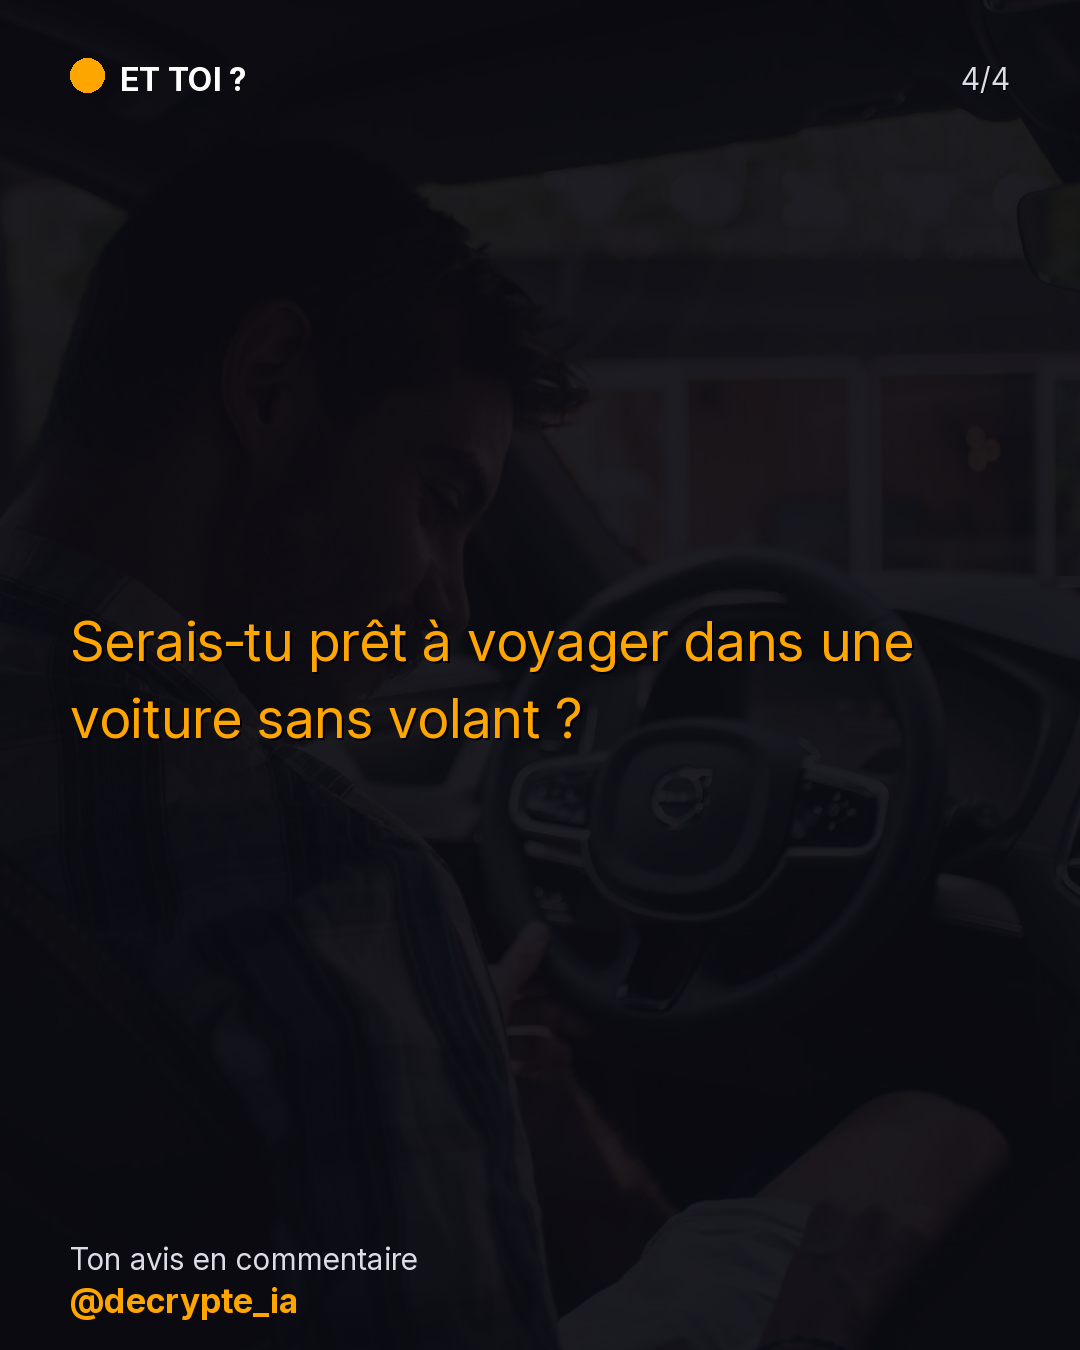 ET TOI ?
4/4
Serais-tu prêt à voyager dans une
voiture sans volant ?
Ton avis en commentaire
@decrypte_ia